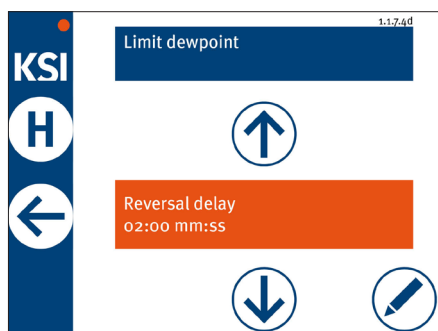 1.1.7.4d
KSI
Limit dewpoint
H
Reversal delay
02:00 mm:ss